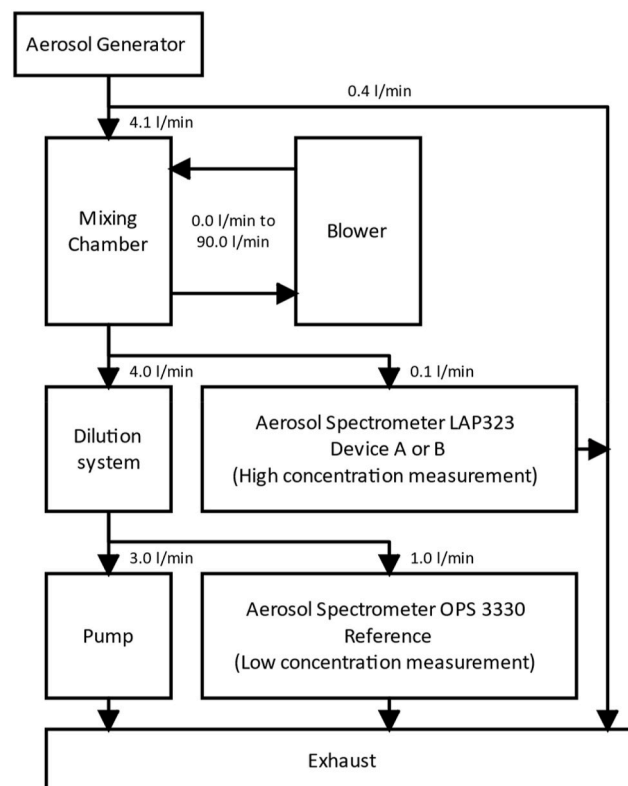 Aerosol Generator
0.4 l/min
4.1 l/min
Mixing
Chamber
0.0 l/min to
90.0 l/min
Blower
4.0 l/min
0.1 l/min
Dilution
system
Aerosol Spectrometer LAP323
Device A or B
(High concentration measurement)
3.0 l/min
1.0 l/min
Pump
Aerosol Spectrometer OPS 3330
Reference
(Low concentration measurement)
Exhaust